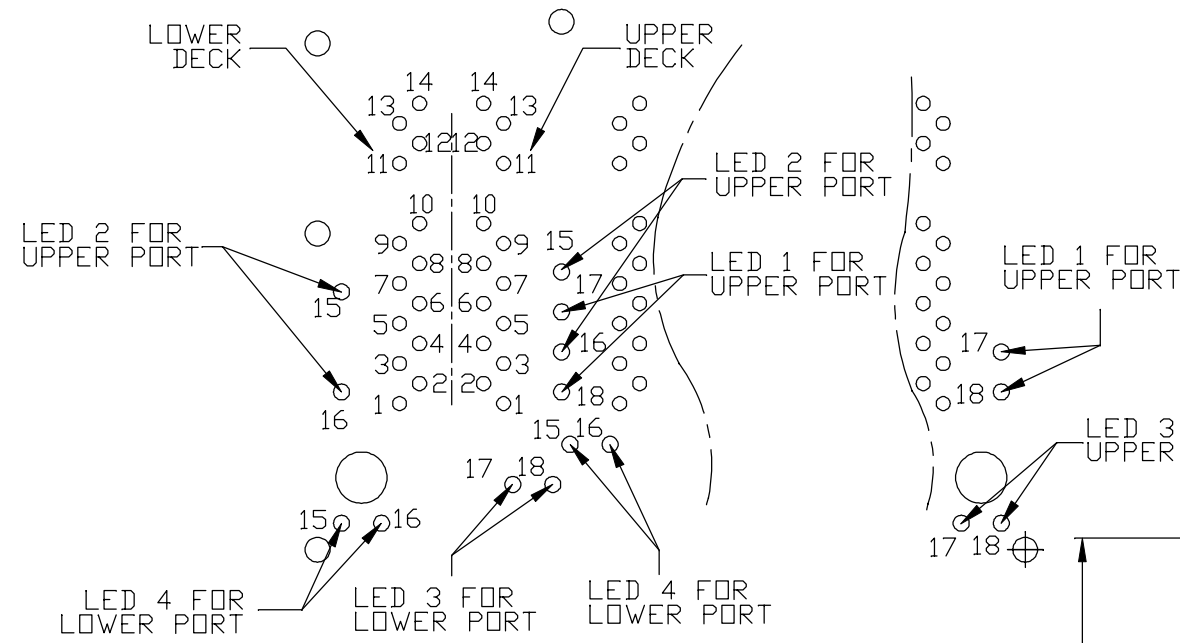 LOWER
DECK
UPPER
DECK
14
14
13
13
12
12
11
11
LED 2 FOR
UPPER PORT
10
10
LED 2 FOR
UPPER PORT
9
9
15
8
8
LED 1 FOR
UPPER PORT
LED 1 FOR
UPPER PORT
7
7
17
15
6
6
5
5
4
4
16
17
3
3
2
2
18
18
1
1
16
15
16
LED 3
UPPER
17
18
15
16
17
18
LED 4 FOR
LOWER PORT
LED 3 FOR
LOWER PORT
LED 4 FOR
LOWER PORT